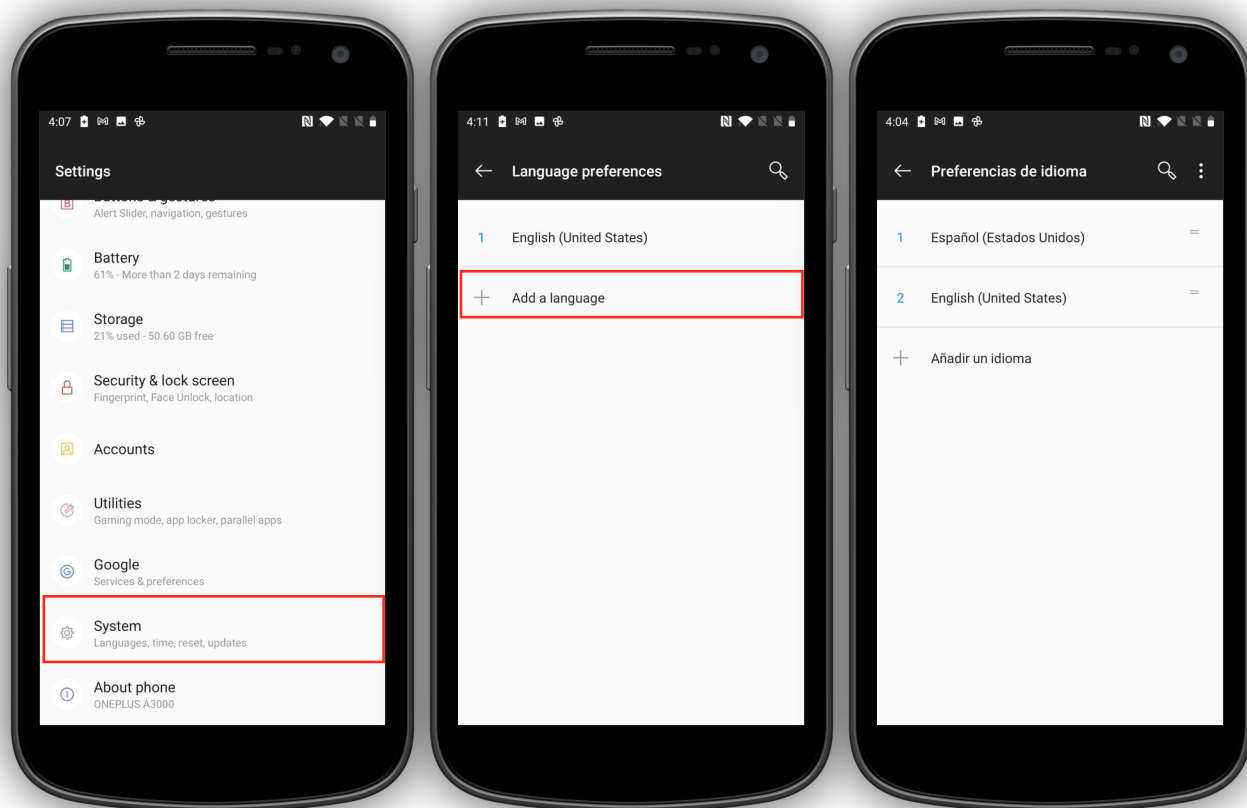 4:07
Settings
Buttons & gestures
Alert Slider, navigation, gestures
Battery
61% - More than 2 days remaining
Storage
21% used - 50.60 GB free
Security & lock screen
Fingerprint, Face Unlock, location
Accounts
Utilities
Gaming mode, app locker, parallel apps
Google
Services & preferences
System
Languages, time, reset, updates
About phone
ONEPLUS A3000
4:11
Language preferences
1 English (United States)
Add a language
4:04
Preferencias de idioma
1 Español (Estados Unidos)
2 English (United States)
Añadir un idioma